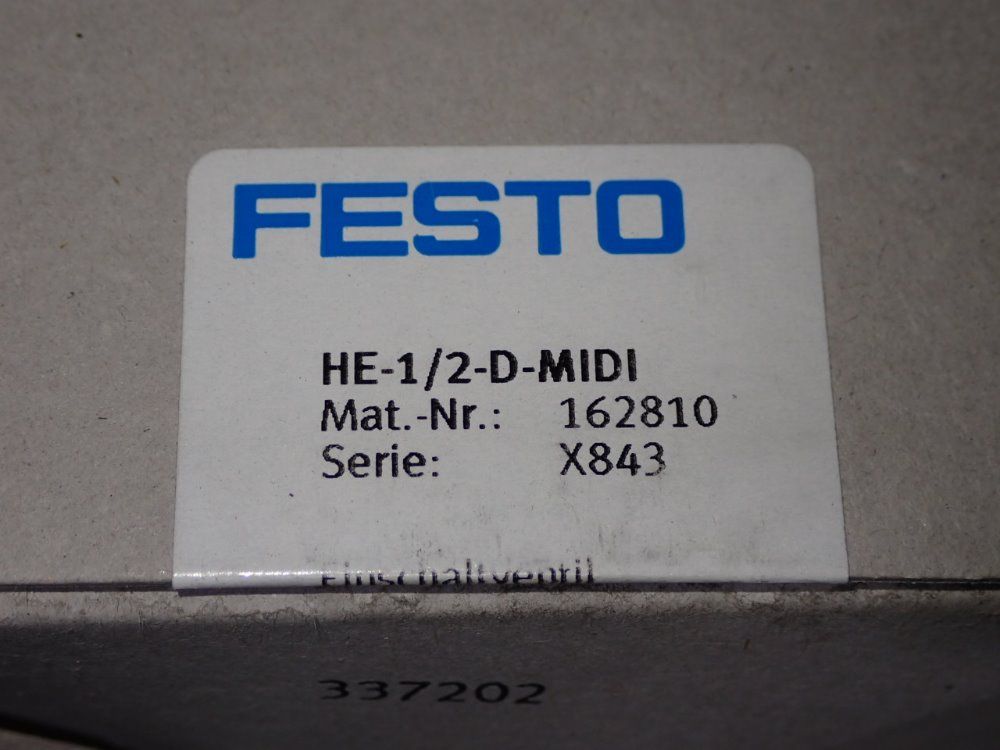 FESTO
HE-1/2-D-MIDI
Mat.-Nr.: 162810
Serie: X843
Einschaltventil
337202